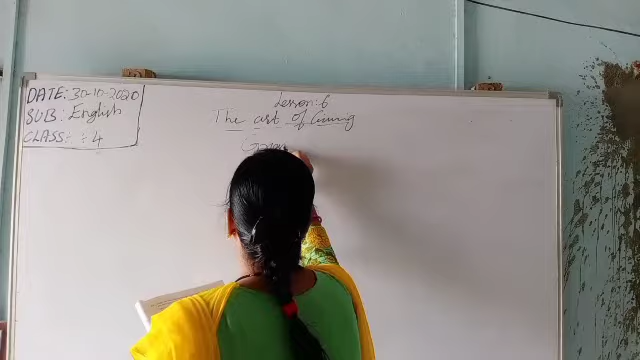 DATE: 30-10-2020
SUB: English
CLASS: 4
Lesson: 6
The art of Giving